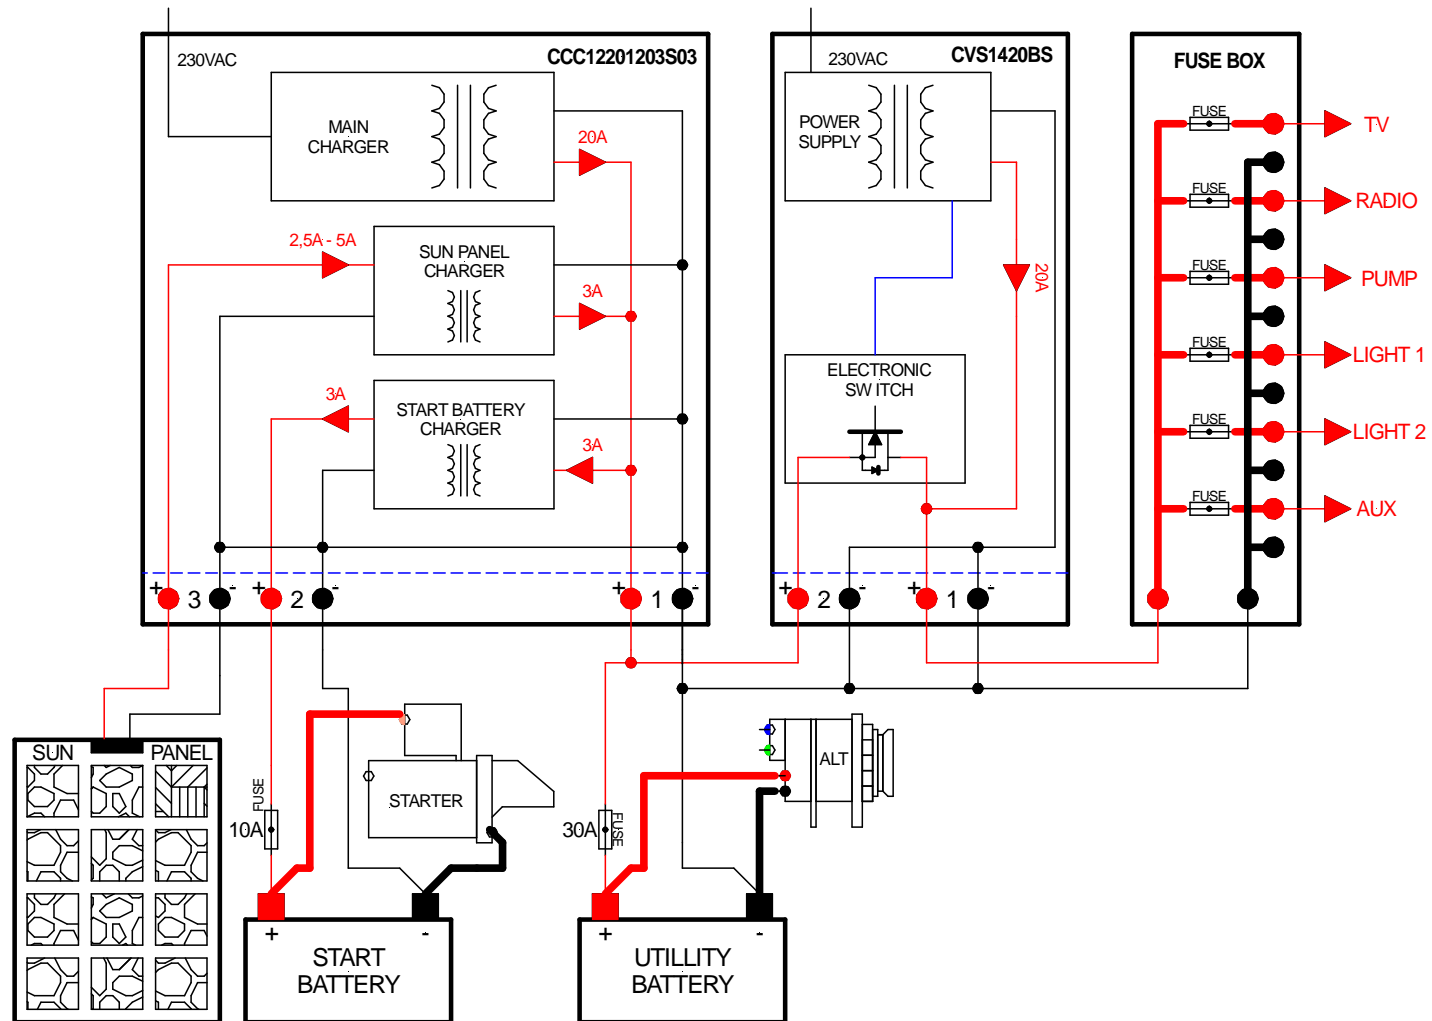 230VAC
CCC12201203S03
MAIN
CHARGER
20A
2,5A - 5A
SUN PANEL
CHARGER
3A
3A
START BATTERY
CHARGER
3A
+ 3 -
+ 2 -
+ 1 -
230VAC
CVS1420BS
POWER
SUPPLY
20A
ELECTRONIC
SW ITCH
+ 2 -
+ 1 -
FUSE BOX
FUSE
TV
FUSE
RADIO
FUSE
PUMP
FUSE
LIGHT 1
FUSE
LIGHT 2
FUSE
AUX
SUN PANEL
FUSE
10A
STARTER
30A
FUSE
ALT
+ -
START
BATTERY
+ -
UTILLITY
BATTERY